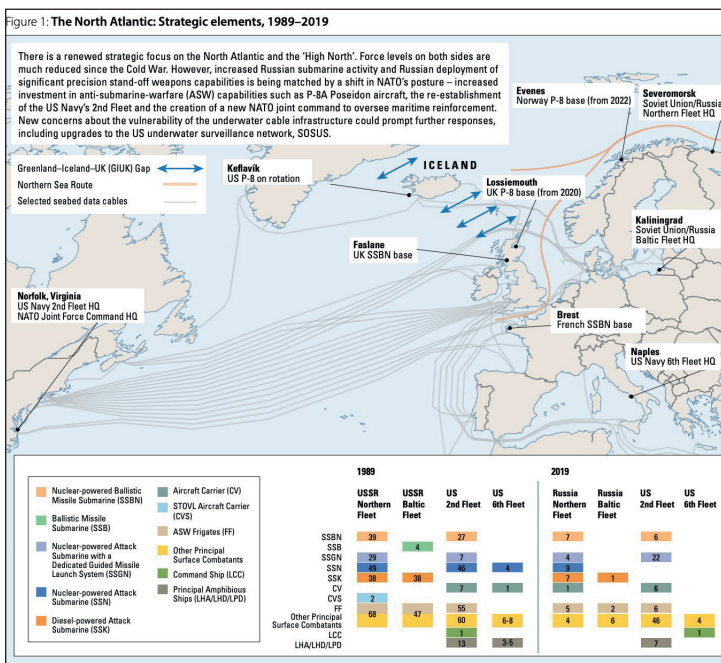 Figure 1: The North Atlantic: Strategic elements, 1989–2019
There is a renewed strategic focus on the North Atlantic and the ‘High North’. Force levels on both sides are
much reduced since the Cold War. However, increased Russian submarine activity and Russian deployment of
significant precision stand-off weapons capabilities is being matched by a shift in NATO’s posture – increased
investment in anti-submarine-warfare (ASW) capabilities such as P-8A Poseidon aircraft, the re-establishment
of the US Navy’s 2nd Fleet and the creation of a new NATO joint command to oversee maritime reinforcement.
New concerns about the vulnerability of the underwater cable infrastructure could prompt further responses,
including upgrades to the US underwater surveillance network, SOSUS.
Evenes
Norway P-8 base (from 2022)
Severomorsk
Soviet Union/Russia
Northern Fleet HQ
Greenland–Iceland–UK (GIUK) Gap
Northern Sea Route
Selected seabed data cables
Keflavik
US P-8 on rotation
ICELAND
Lossiemouth
UK P-8 base (from 2020)
Kaliningrad
Soviet Union/Russia
Baltic Fleet HQ
Faslane
UK SSBN base
Norfolk, Virginia
US Navy 2nd Fleet HQ
NATO Joint Force Command HQ
Brest
French SSBN base
Naples
US Navy 6th Fleet HQ
Nuclear-powered Ballistic
Missile Submarine (SSBN)
Ballistic Missile
Submarine (SSB)
Nuclear-powered Attack
Submarine with a
Dedicated Guided Missile
Launch System (SSGN)
Nuclear-powered Attack
Submarine (SSN)
Diesel-powered Attack
Submarine (SSK)
Aircraft Carrier (CV)
STOVL Aircraft Carrier
(CVS)
ASW Frigates (FF)
Other Principal
Surface Combatants
Command Ship (LCC)
Principal Amphibious
Ships (LHA/LHD/LPD)
1989 2019
USSR USSR US US Russia Russia US US
Northern Baltic 2nd Fleet 6th Fleet Northern Baltic 2nd Fleet 6th Fleet
Fleet Fleet Fleet Fleet
SSBN 39 27 7 6
SSB 4
SSGN 29 7 4 22
SSN 49 46 4 9
SSK 38 38 7 1
CV 7 1 1 6
CVS 2
FF 68 47 55 5 2 6
Other Principal
Surface Combatants 60 6-8 4 6 46 4
LCC 1 1
LHA/LHD/LPD 13 3-5 7